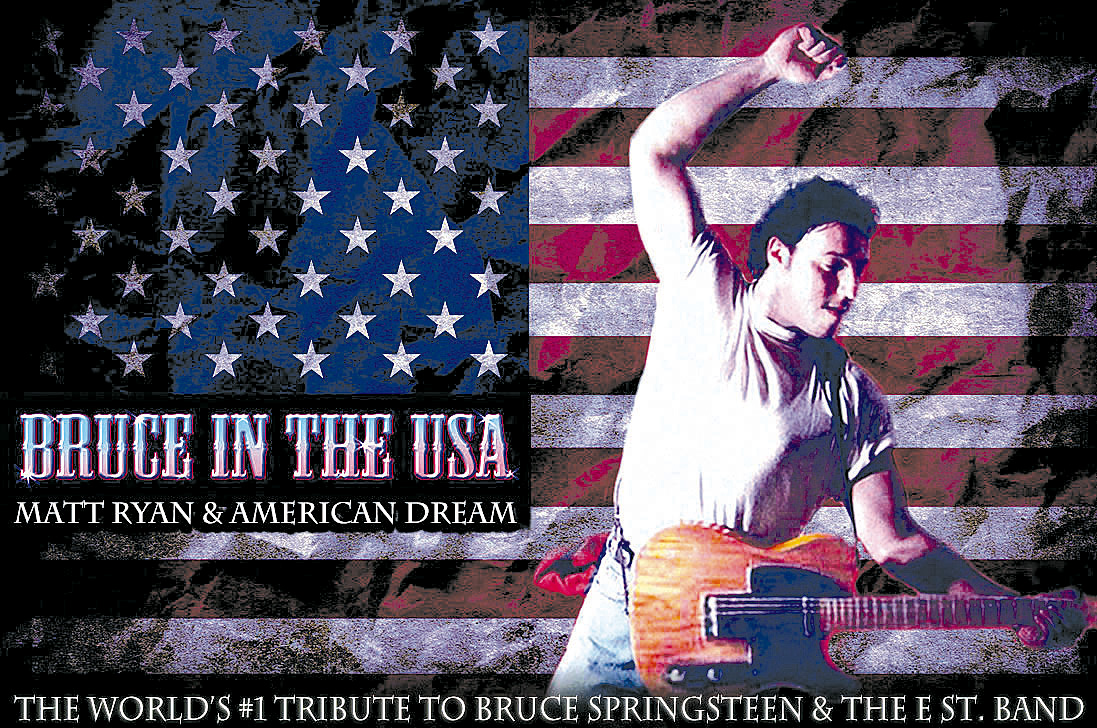 BRUCE IN THE USA
MATT RYAN & AMERICAN DREAM
THE WORLD'S #1 TRIBUTE TO BRUCE SPRINGSTEEN & THE E ST. BAND